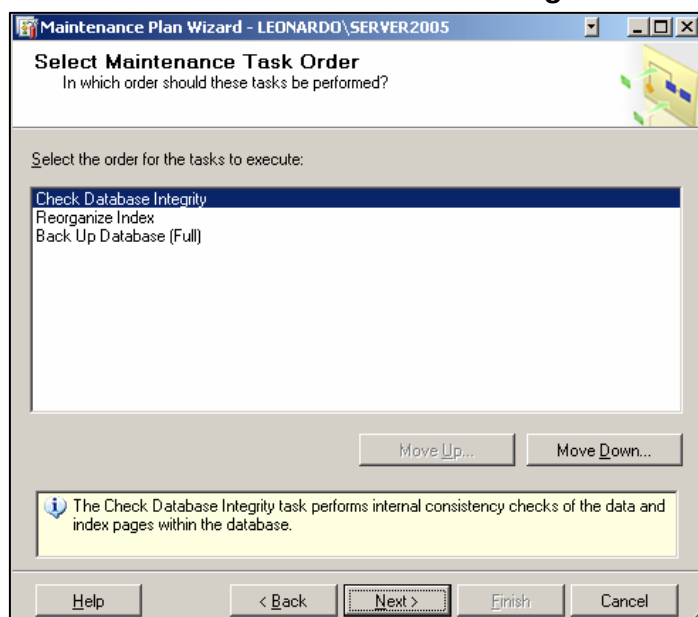 Maintenance Plan Wizard - LEONARDO\SERVER2005
Select Maintenance Task Order
In which order should these tasks be performed?
Select the order for the tasks to execute:
Check Database Integrity
Reorganize Index
Back Up Database (Full)
Move Up...
Move Down...
The Check Database Integrity task performs internal consistency checks of the data and
index pages within the database.
Help
< Back
Next >
Finish
Cancel